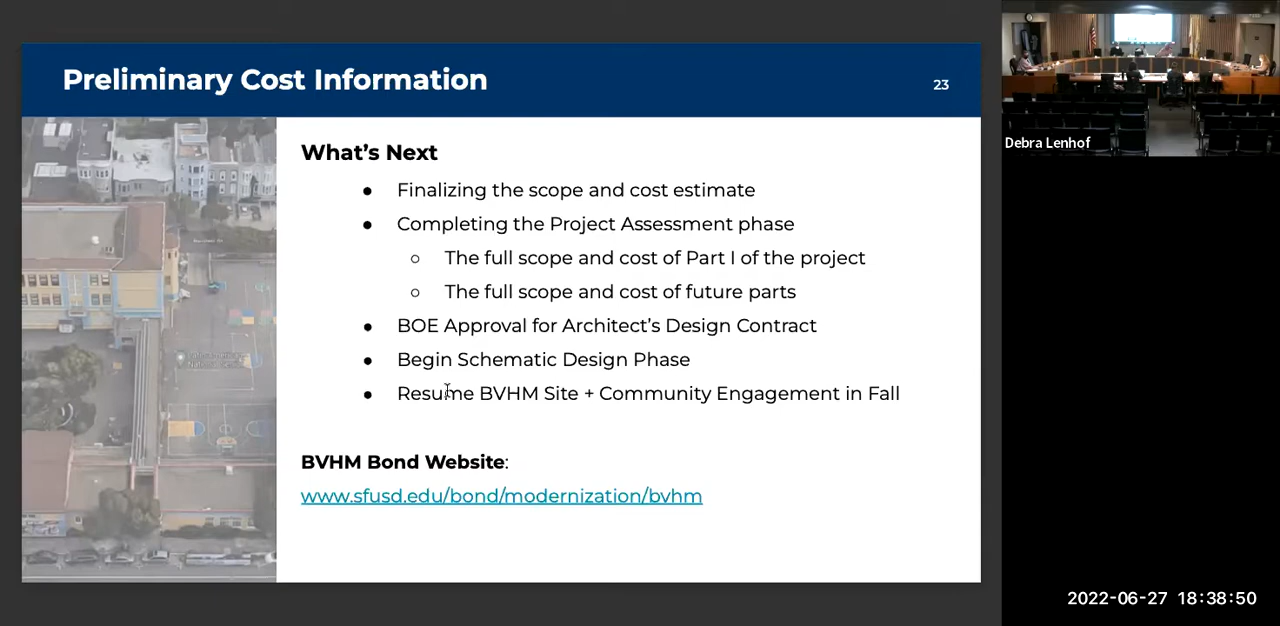 Preliminary Cost Information
23
What's Next
● Finalizing the scope and cost estimate
● Completing the Project Assessment phase
○ The full scope and cost of Part I of the project
○ The full scope and cost of future parts
● BOE Approval for Architect's Design Contract
● Begin Schematic Design Phase
● Resume BVHM Site + Community Engagement in Fall
BVHM Bond Website:
www.sfusd.edu/bond/modernization/bvhm
Debra Lenhof
2022-06-27 18:38:50